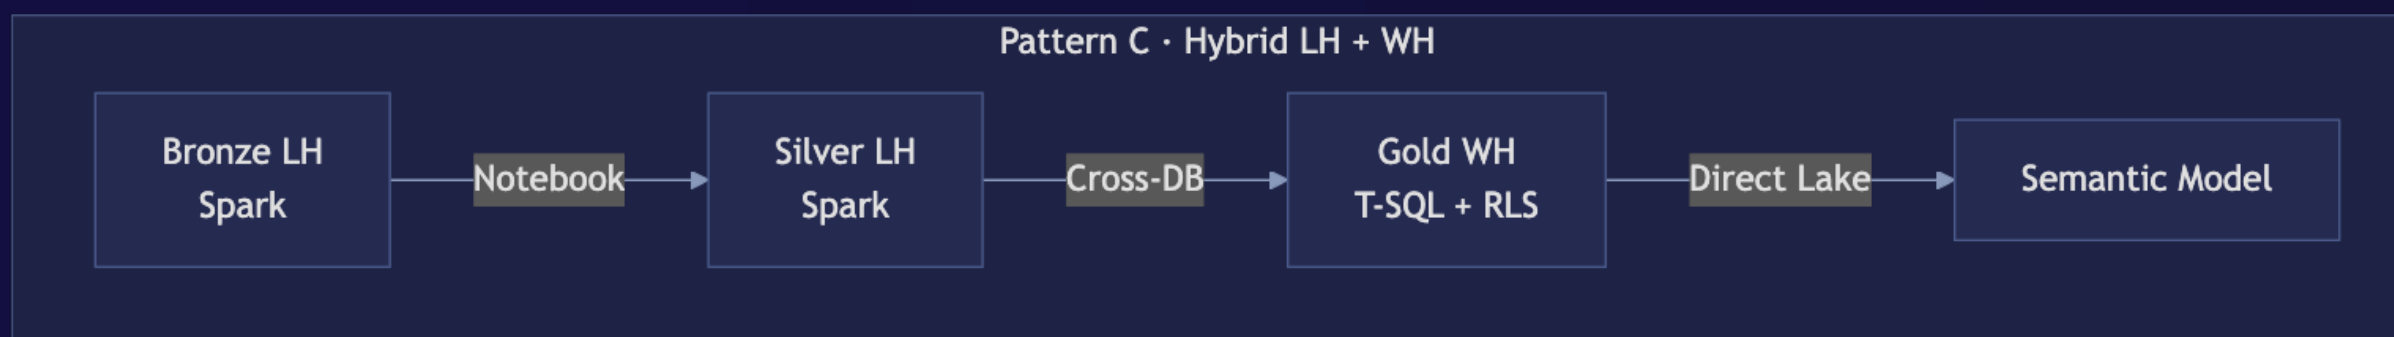 Pattern C · Hybrid LH + WH
Bronze LH
Spark
Notebook
Silver LH
Spark
Cross-DB
Gold WH
T-SQL + RLS
Direct Lake
Semantic Model